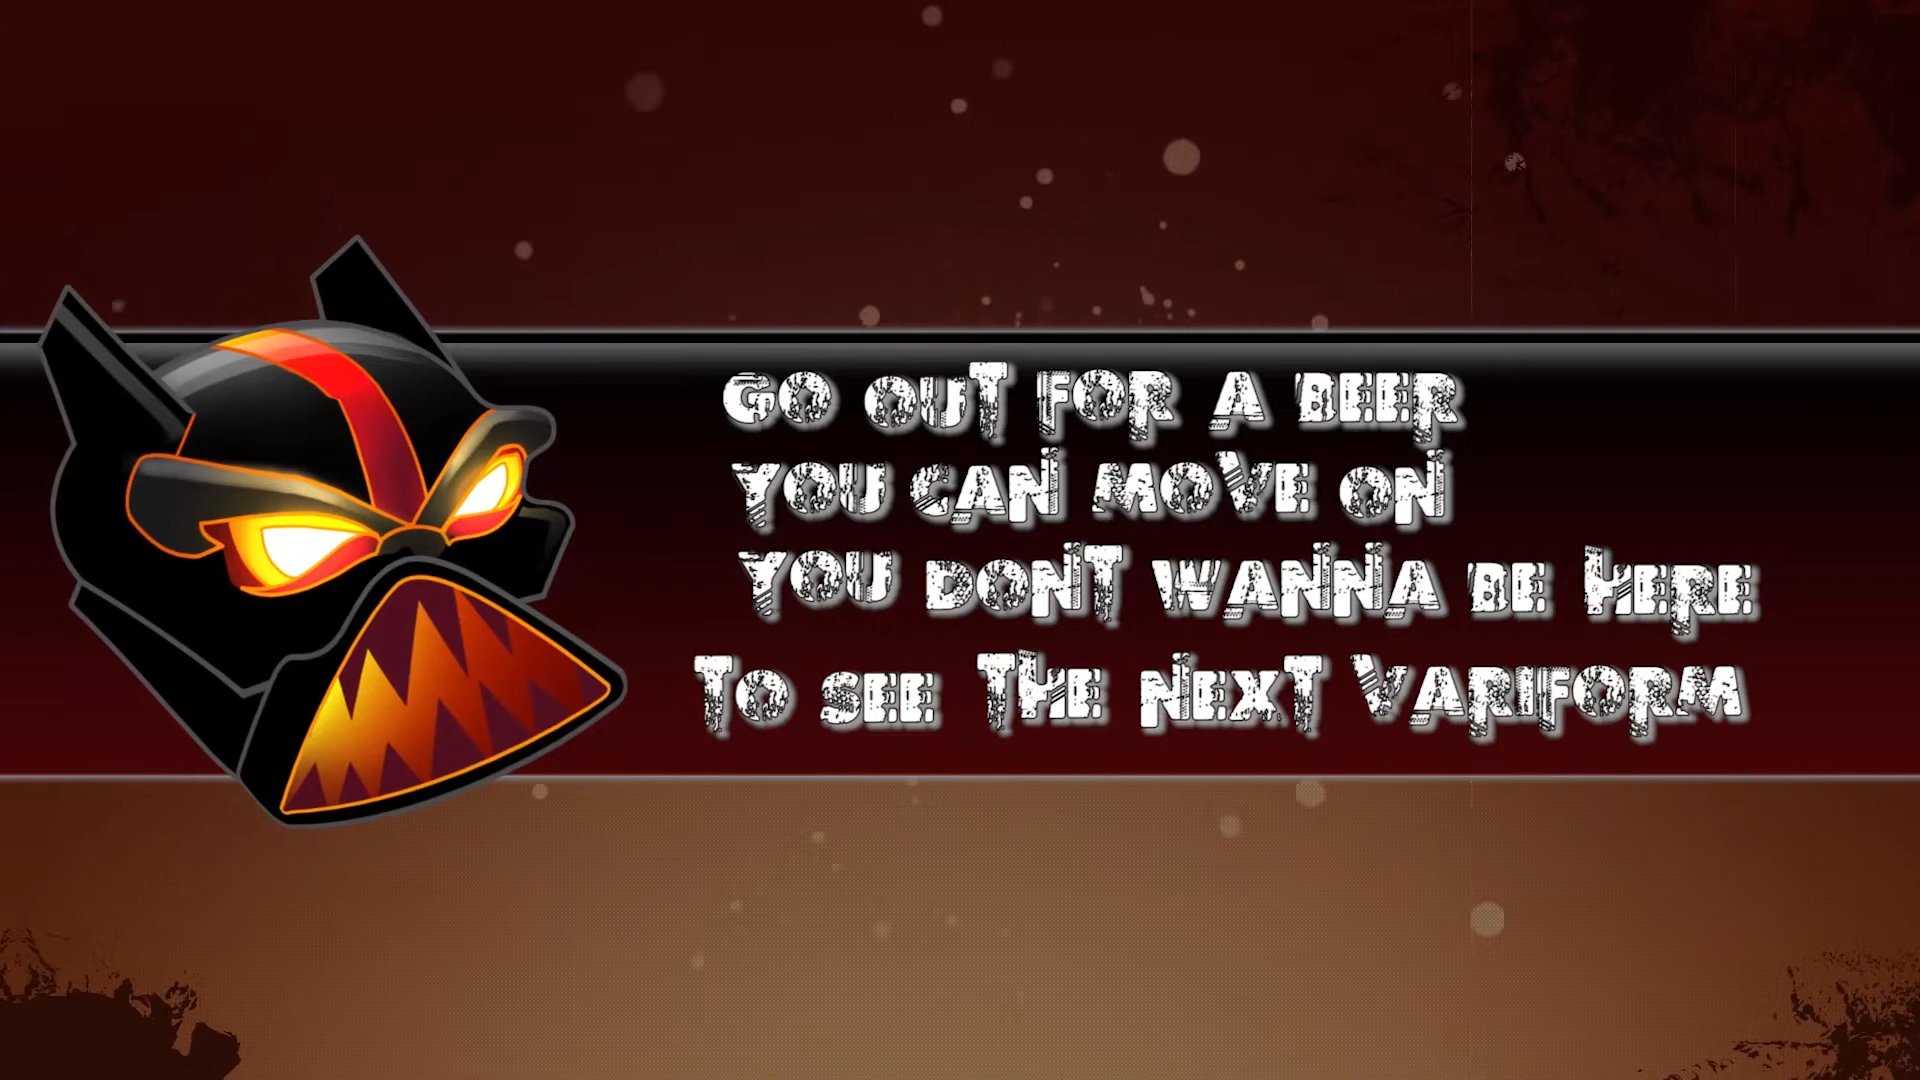 GO OUT FOR A BEER
YOU CAN MOVE ON
YOU DONT WANNA BE HERE
TO SEE THE NEXT VARIFORM